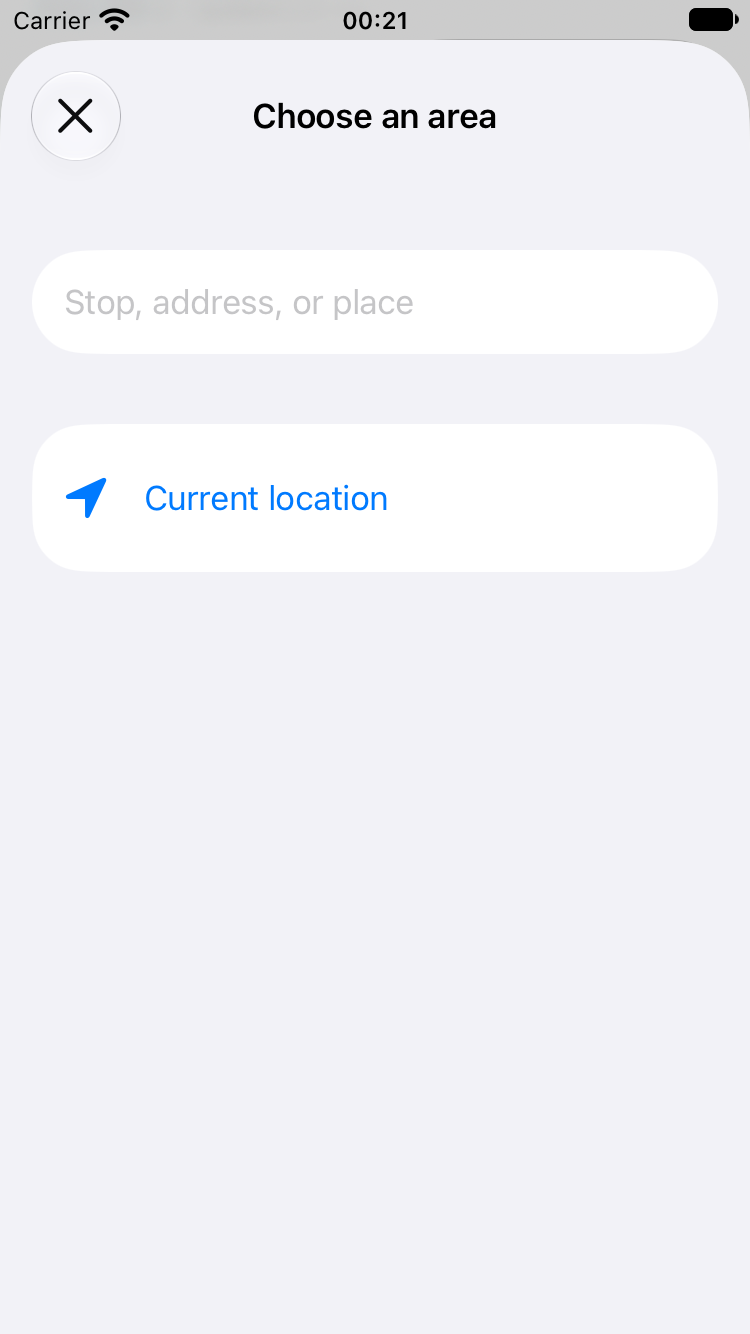 Carrier 00:21
Choose an area
Stop, address, or place
Current location